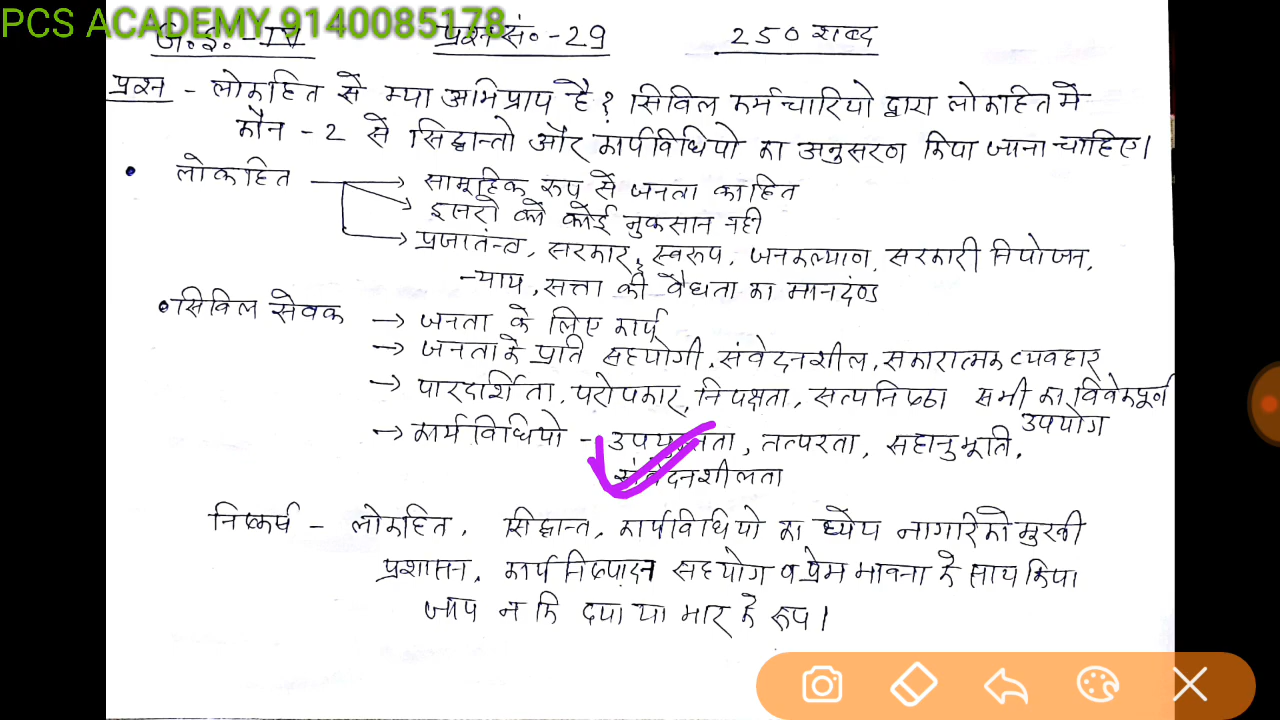 PCS ACADEMY 9140085178
जि.ई.-IV प्रश्न सं.-29 250 शब्द
प्रश्न - लोकहित से क्या अभिप्राय है? सिविल कर्मचारियो द्वारा लोकहित में
कौन-2 से सिद्धान्तो और कार्यविधियो का अनुसरण किया जाना चाहिए।
• लोकहित → सामूहिक रूप से जनता का हित
→ दूसरों को कोई नुकसान नही
→ प्रजातंत्र, सरकार, स्वरूप, जनकल्याण, सरकारी नियोजन,
न्याय, सत्ता की वैधता का मानदंड
• सिविल सेवक → जनता के लिए कार्य
→ जनता के प्रति सहयोगी, संवेदनशील, सकारात्मक व्यवहार
→ पारदर्शिता, परोपकार, निपक्षता, सत्यनिष्ठा सभी का विवेकपूर्ण
उपयोग
→ कार्यविधियो - उपयुक्तता, तत्परता, सहानुभूति,
संवेदनशीलता
निष्कर्ष - लोकहित, सिद्धान्त, कार्यविधियो का ध्येय नागरिकोमुखी
प्रशासन, कार्य निष्पादन सहयोग व प्रेम भावना के साथ किया
जाय न कि दया या भार के रूप।